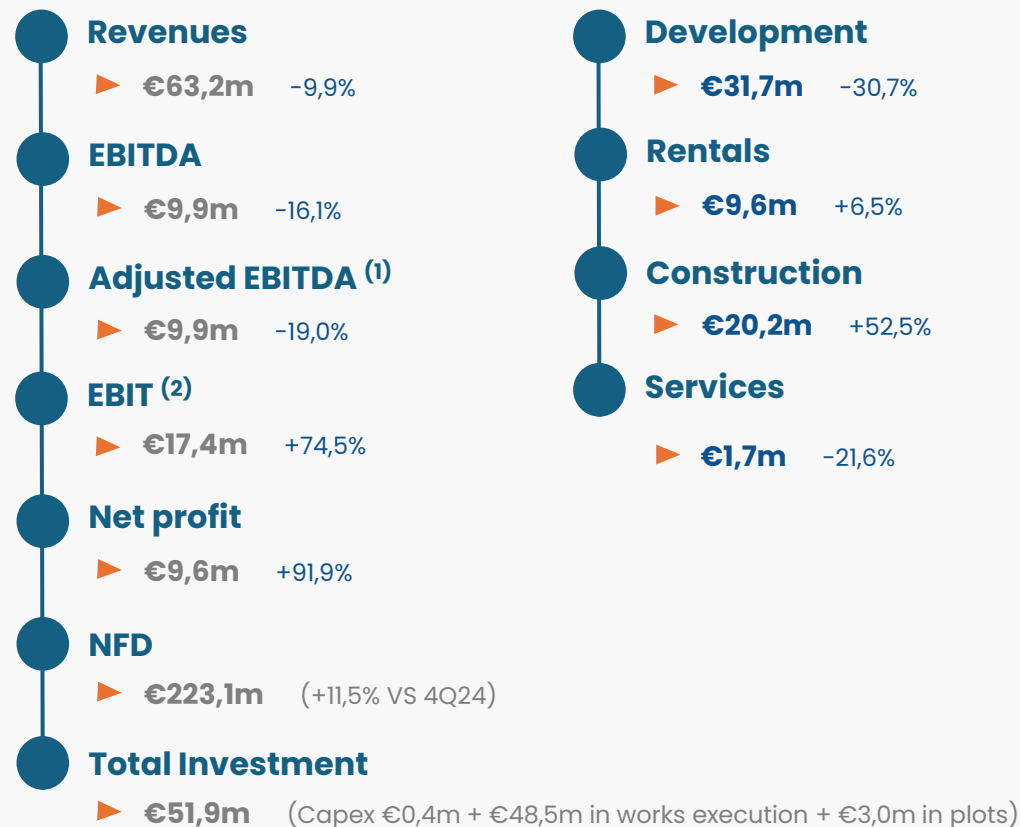 Revenues
€63,2m -9,9%
EBITDA
€9,9m -16,1%
Adjusted EBITDA (1)
€9,9m -19,0%
EBIT (2)
€17,4m +74,5%
Net profit
€9,6m +91,9%
NFD
€223,1m (+11,5% VS 4Q24)
Total Investment
€51,9m (Capex €0,4m + €48,5m in works execution + €3,0m in plots)
Development
€31,7m -30,7%
Rentals
€9,6m +6,5%
Construction
€20,2m +52,5%
Services
€1,7m -21,6%